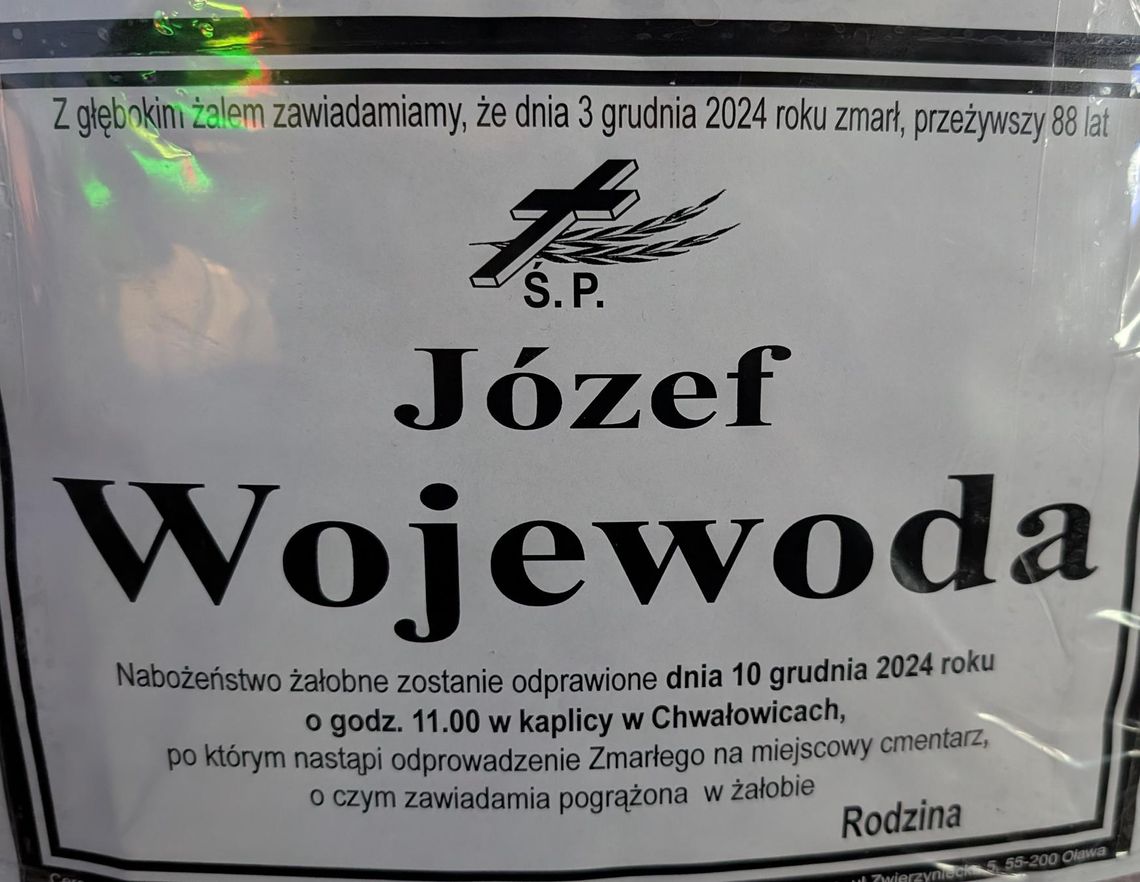 Z głębokim żalem zawiadamiamy, że dnia 3 grudnia 2024 roku zmarł, przeżywszy 88 lat
Ś.P.
Józef
Wojewoda
Nabożeństwo żałobne zostanie odprawione dnia 10 grudnia 2024 roku
o godz. 11.00 w kaplicy w Chwałowicach,
po którym nastąpi odprowadzenie Zmarłego na miejscowy cmentarz,
o czym zawiadamia pogrążona w żałobie
Rodzina
5, 55-200 Oława